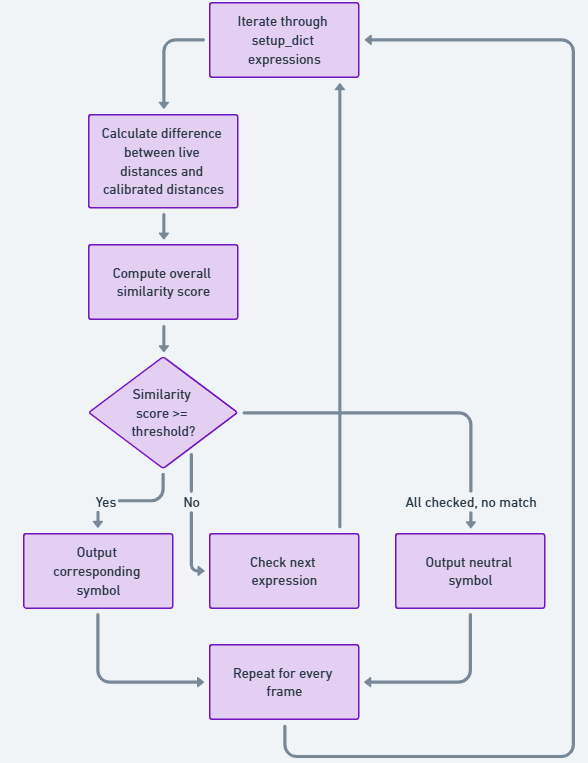 Iterate through
setup_dict
expressions
Calculate difference
between live
distances and
calibrated distances
Compute overall
similarity score
Similarity
score >=
threshold?
Yes
No
All checked, no match
Output
corresponding
symbol
Check next
expression
Output neutral
symbol
Repeat for every
frame